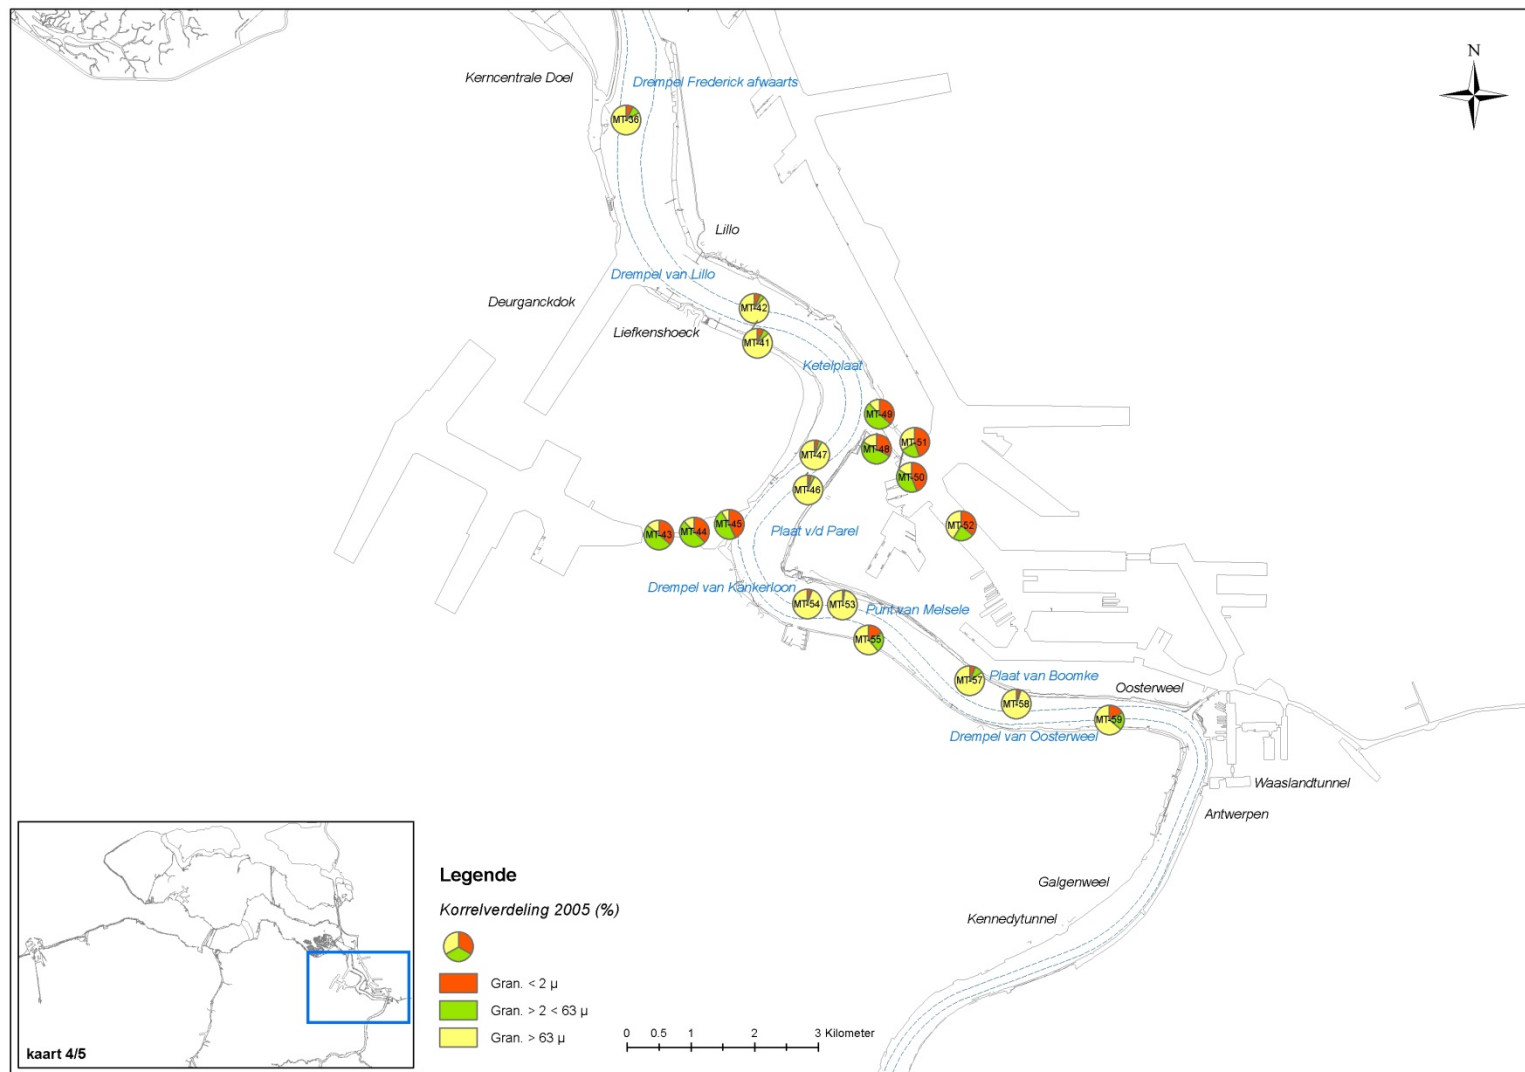 N
Kerncentrale Doel
Drempel Frederick afwaarts
MT-36
Lillo
Drempel van Lillo
Deurganckdok
MT-42
Liefkenshoeck
MT-41
Ketelplaat
MT-49
MT-51
MT-48
MT-47
MT-50
MT-46
MT-45
MT-52
MT-44
MT-43
Plaat v/d Parel
Drempel van Kankerloon
MT-54
MT-53
Punt van Melsele
MT-55
Plaat van Boomke
MT-57
Oosterweel
MT-58
MT-59
Drempel van Oosterweel
Waaslandtunnel
Antwerpen
Galgenweel
Kennedytunnel
Legende
Korrelverdeling 2005 (%)
Gran. < 2 µ
Gran. > 2 < 63 µ
Gran. > 63 µ
0 0.5 1 2 3 Kilometer
kaart 4/5